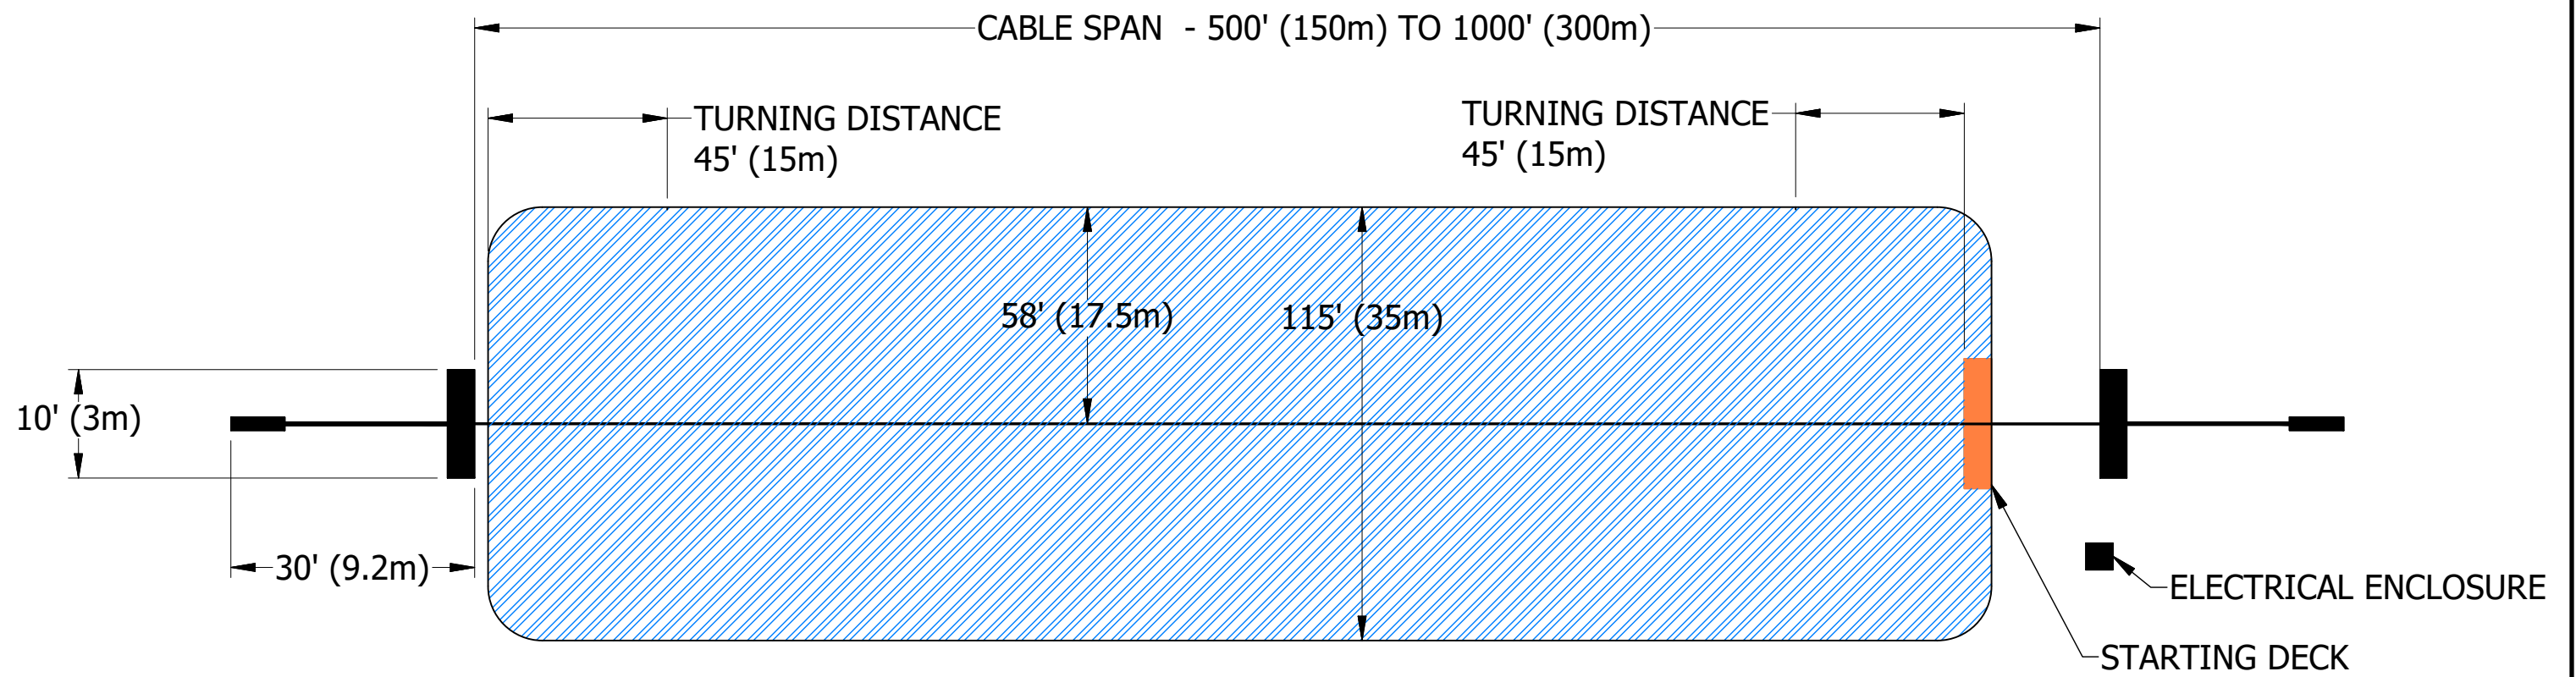 CABLE SPAN - 500' (150m) TO 1000' (300m)
TURNING DISTANCE
45' (15m)
TURNING DISTANCE
45' (15m)
58' (17.5m)
115' (35m)
10' (3m)
30' (9.2m)
ELECTRICAL ENCLOSURE
STARTING DECK